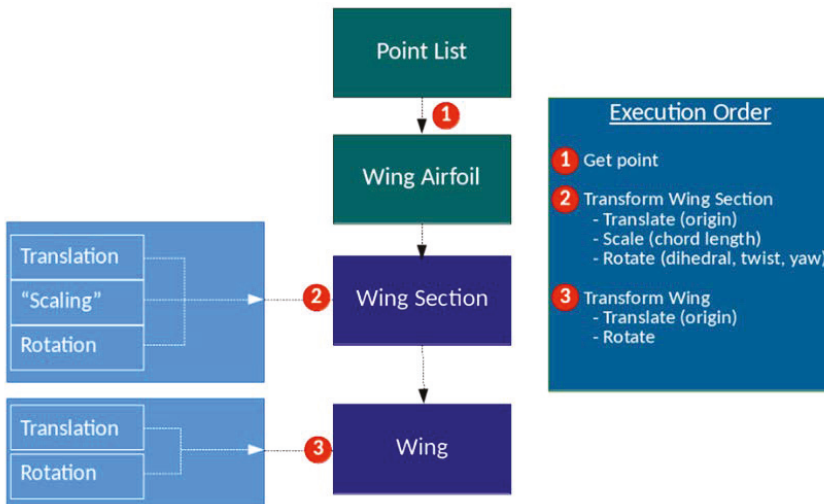 Point List
1
Wing Airfoil
Translation
"Scaling"
Rotation
2
Wing Section
Translation
Rotation
3
Wing
Execution Order
1 Get point
2 Transform Wing Section
- Translate (origin)
- Scale (chord length)
- Rotate (dihedral, twist, yaw)
3 Transform Wing
- Translate (origin)
- Rotate